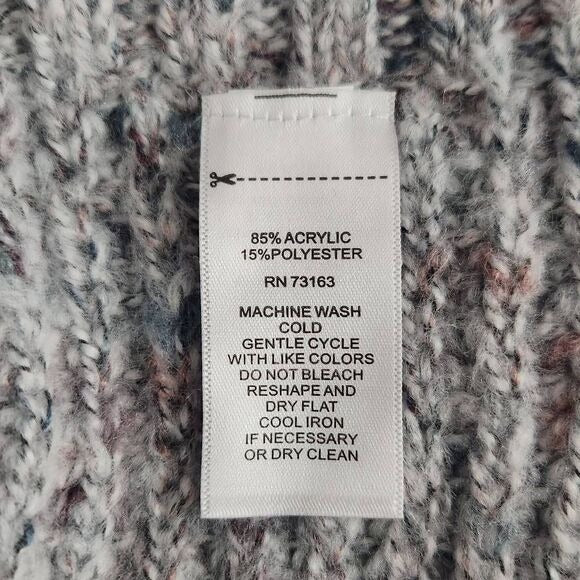 85% ACRYLIC
15%POLYESTER
RN 73163
MACHINE WASH
COLD
GENTLE CYCLE
WITH LIKE COLORS
DO NOT BLEACH
RESHAPE AND
DRY FLAT
COOL IRON
IF NECESSARY
OR DRY CLEAN